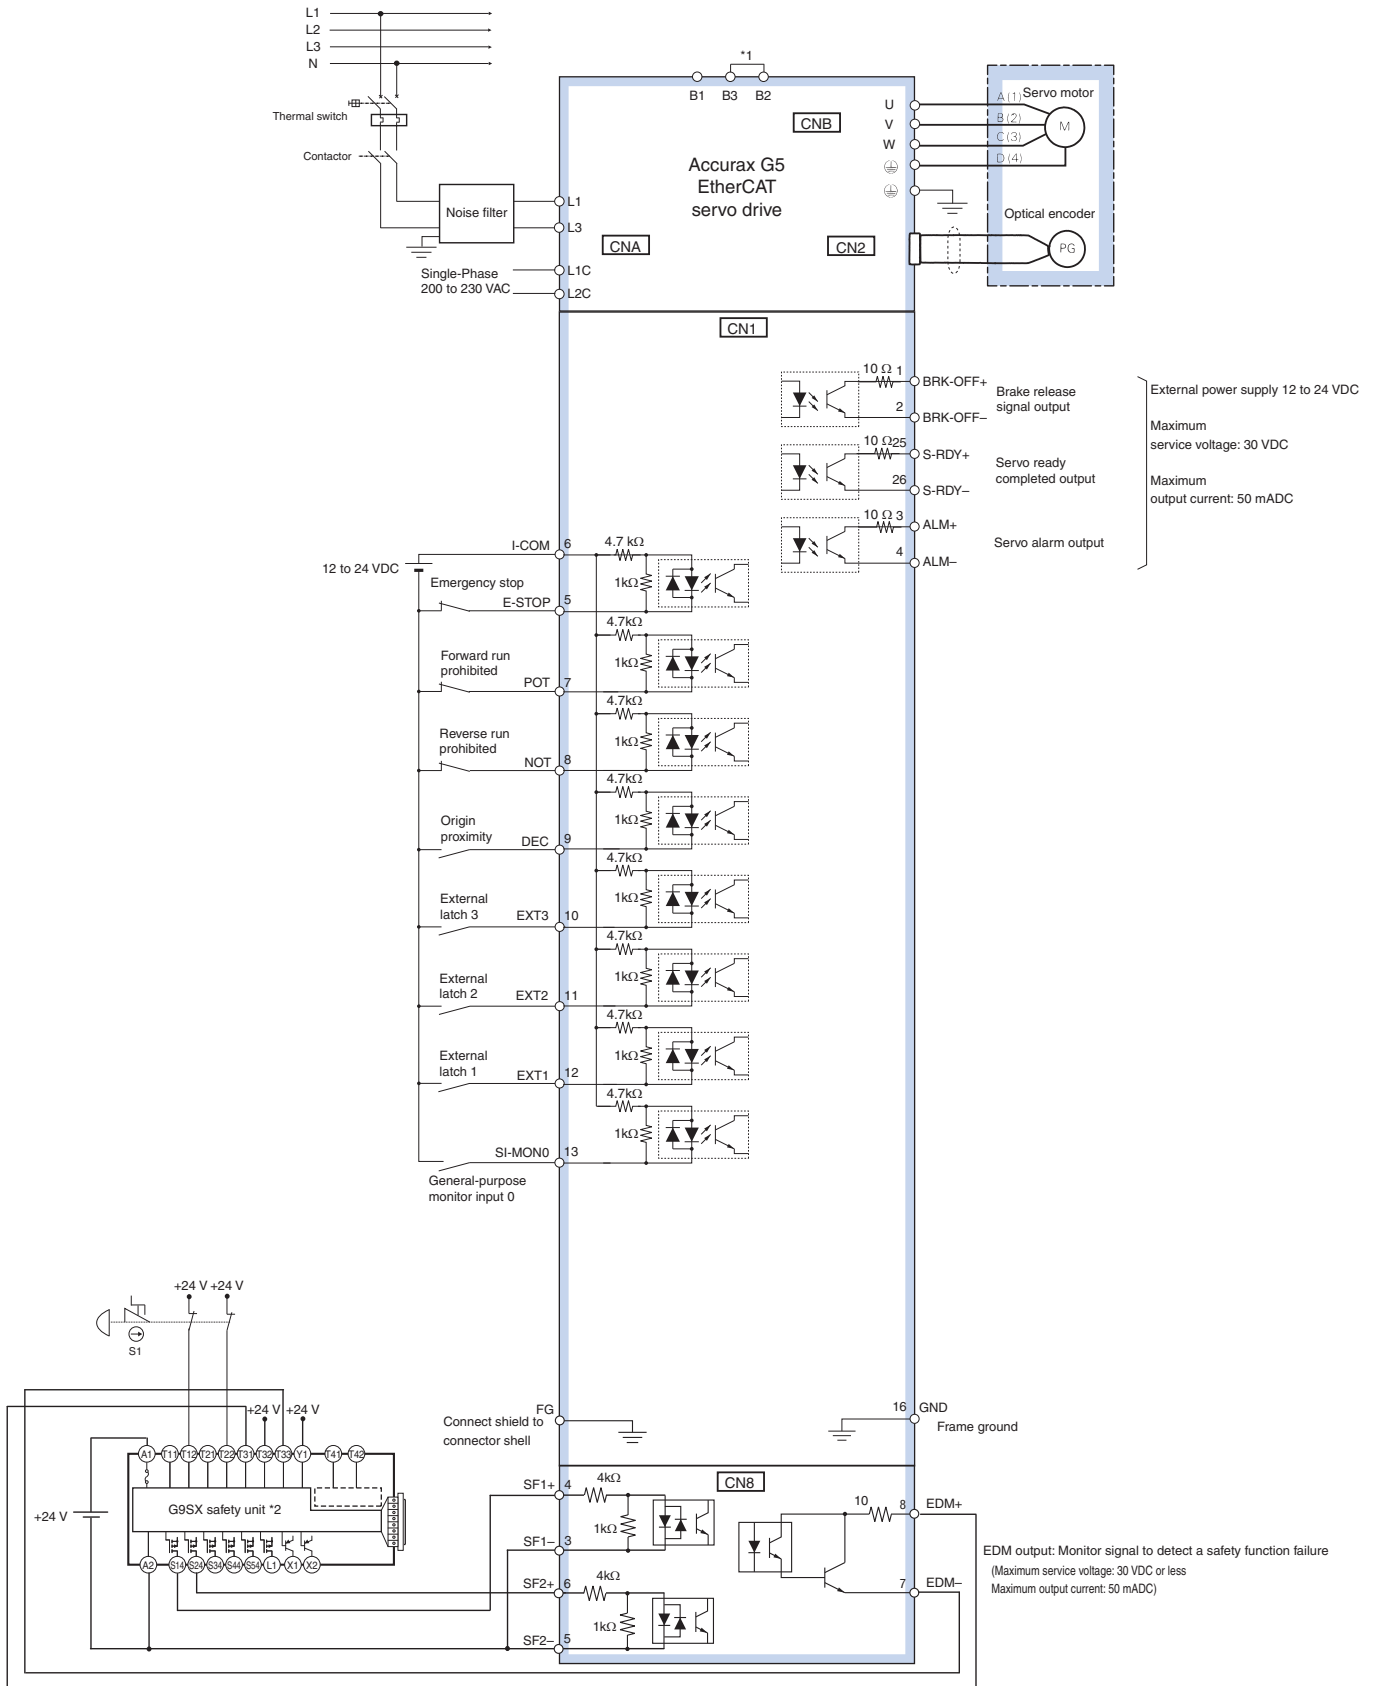 L1
L2
L3
N
Thermal switch
Contactor
Noise filter
L1
L3
Single-Phase
200 to 230 VAC
L1C
L2C
*1
B1 B3 B2
CNB
Accurax G5
EtherCAT
servo drive
CNA
CN2
U
V
W
A (1)
B (2)
C (3)
D (4)
Servo motor
M
Optical encoder
PG
CN1
10 Ω 1
BRK-OFF+
2
BRK-OFF–
Brake release
signal output
10 Ω 25
S-RDY+
26
S-RDY–
Servo ready
completed output
10 Ω 3
ALM+
4
ALM–
Servo alarm output
External power supply 12 to 24 VDC
Maximum
service voltage: 30 VDC
Maximum
output current: 50 mADC
12 to 24 VDC
I-COM 6
4.7 kΩ
1kΩ
Emergency stop
E-STOP 5
4.7kΩ
1kΩ
Forward run
prohibited
POT 7
4.7kΩ
1kΩ
Reverse run
prohibited
NOT 8
4.7kΩ
1kΩ
Origin
proximity
DEC 9
4.7kΩ
1kΩ
External
latch 3
EXT3 10
4.7kΩ
1kΩ
External
latch 2
EXT2 11
4.7kΩ
1kΩ
External
latch 1
EXT1 12
4.7kΩ
1kΩ
SI-MON0 13
General-purpose
monitor input 0
+24 V +24 V
S1
+24 V +24 V
A1 T11 T12 T21 T22 T31 T32 T33 Y1 T41 T42
G9SX safety unit *2
+24 V
A2 S14 S24 S34 S44 S54 L1 X1 X2
FG
Connect shield to
connector shell
16 GND
Frame ground
CN8
SF1+ 4
4kΩ
1kΩ
SF1– 3
SF2+ 6
4kΩ
1kΩ
SF2– 5
10 8 EDM+
7 EDM–
EDM output: Monitor signal to detect a safety function failure
(Maximum service voltage: 30 VDC or less
Maximum output current: 50 mADC)